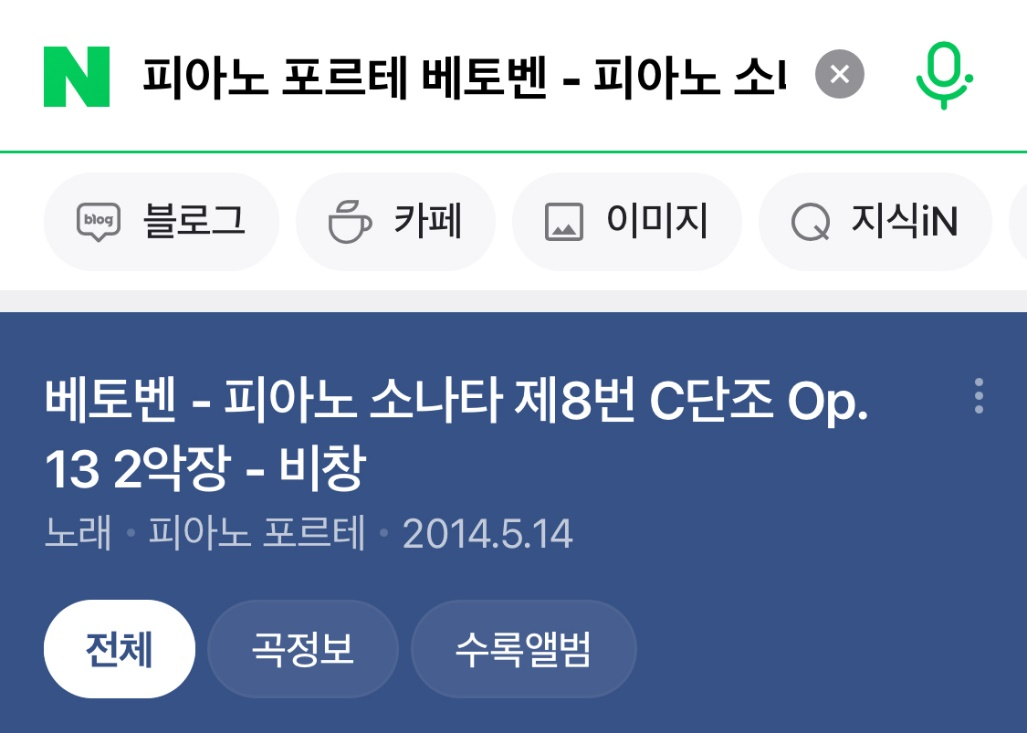 N 피아노 포르테 베토벤 - 피아노 소
blog 블로그 카페 이미지 지식iN
베토벤 - 피아노 소나타 제8번 C단조 Op.
13 2악장 - 비창
노래 · 피아노 포르테 · 2014.5.14
전체 곡정보 수록앨범